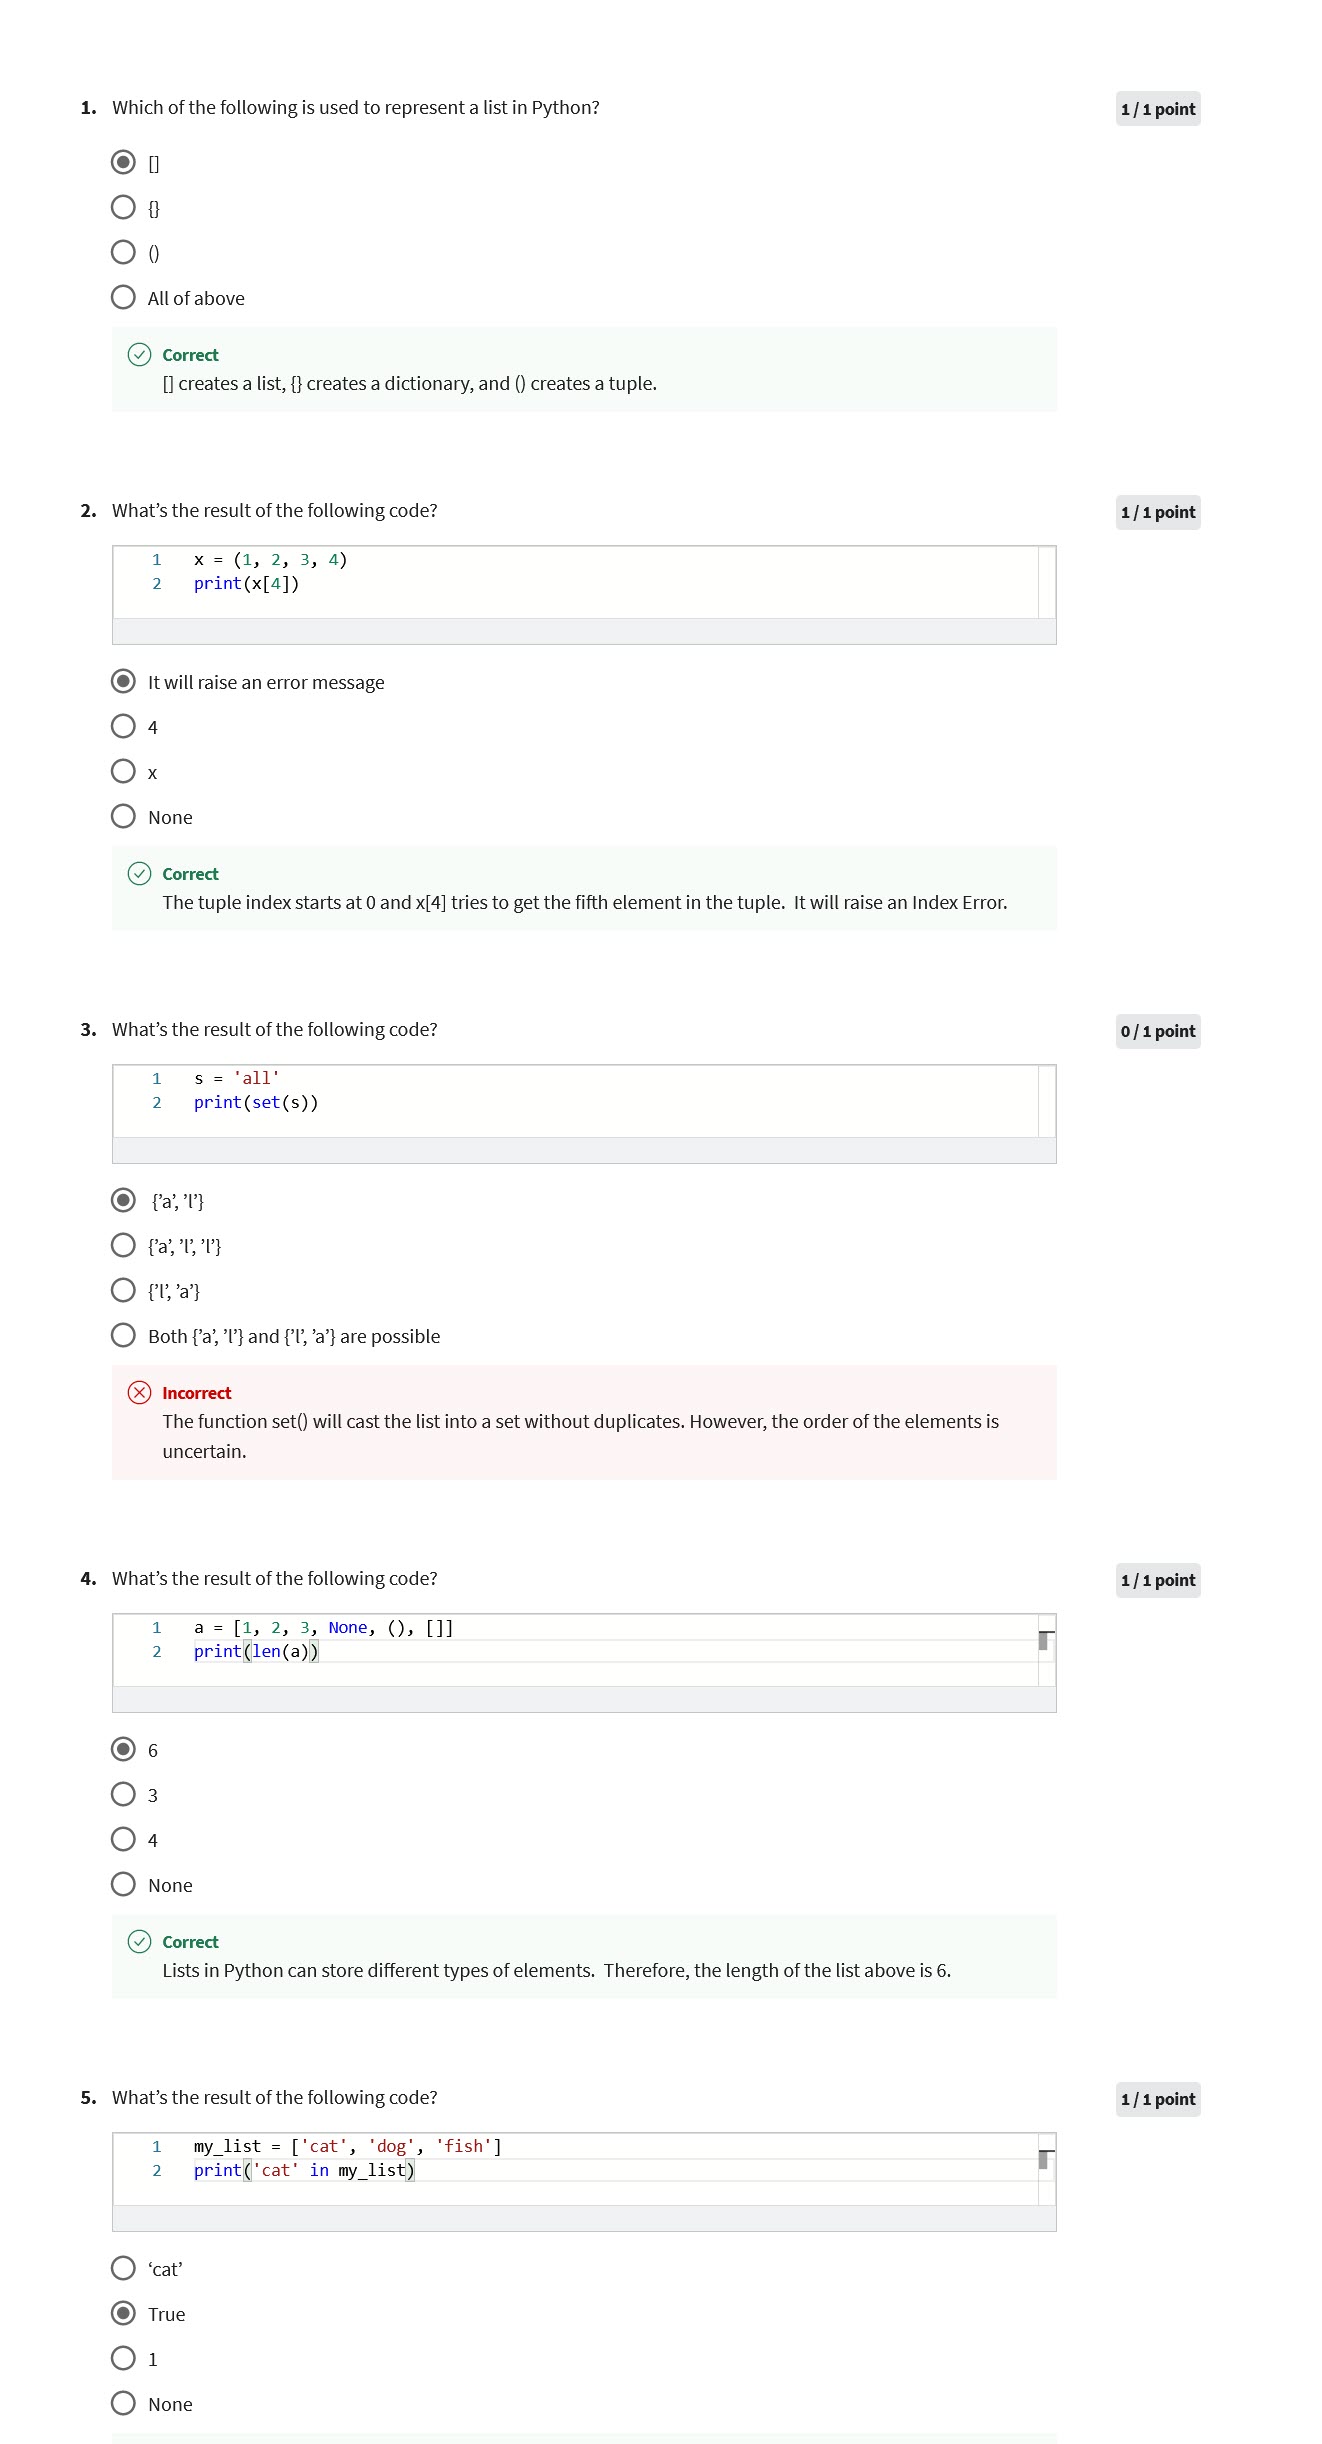 1. Which of the following is used to represent a list in Python?
1 / 1 point
[]
{}
()
All of above
Correct
[] creates a list, {} creates a dictionary, and () creates a tuple.
2. What’s the result of the following code?
1 / 1 point
1 x = (1, 2, 3, 4)
2 print(x[4])
It will raise an error message
4
x
None
Correct
The tuple index starts at 0 and x[4] tries to get the fifth element in the tuple.  It will raise an Index Error.
3. What’s the result of the following code?
0 / 1 point
1 s = 'all'
2 print(set(s))
{’a’, ’l’}
{’a’, ’l’, ’l’}
{’l’, ’a’}
Both {’a’, ’l’} and {’l’, ’a’} are possible
Incorrect
The function set() will cast the list into a set without duplicates. However, the order of the elements is
uncertain.
4. What’s the result of the following code?
1 / 1 point
1 a = [1, 2, 3, None, (), []]
2 print(len(a))
6
3
4
None
Correct
Lists in Python can store different types of elements.  Therefore, the length of the list above is 6.
5. What’s the result of the following code?
1 / 1 point
1 my_list = ['cat', 'dog', 'fish']
2 print('cat' in my_list)
‘cat’
True
1
None